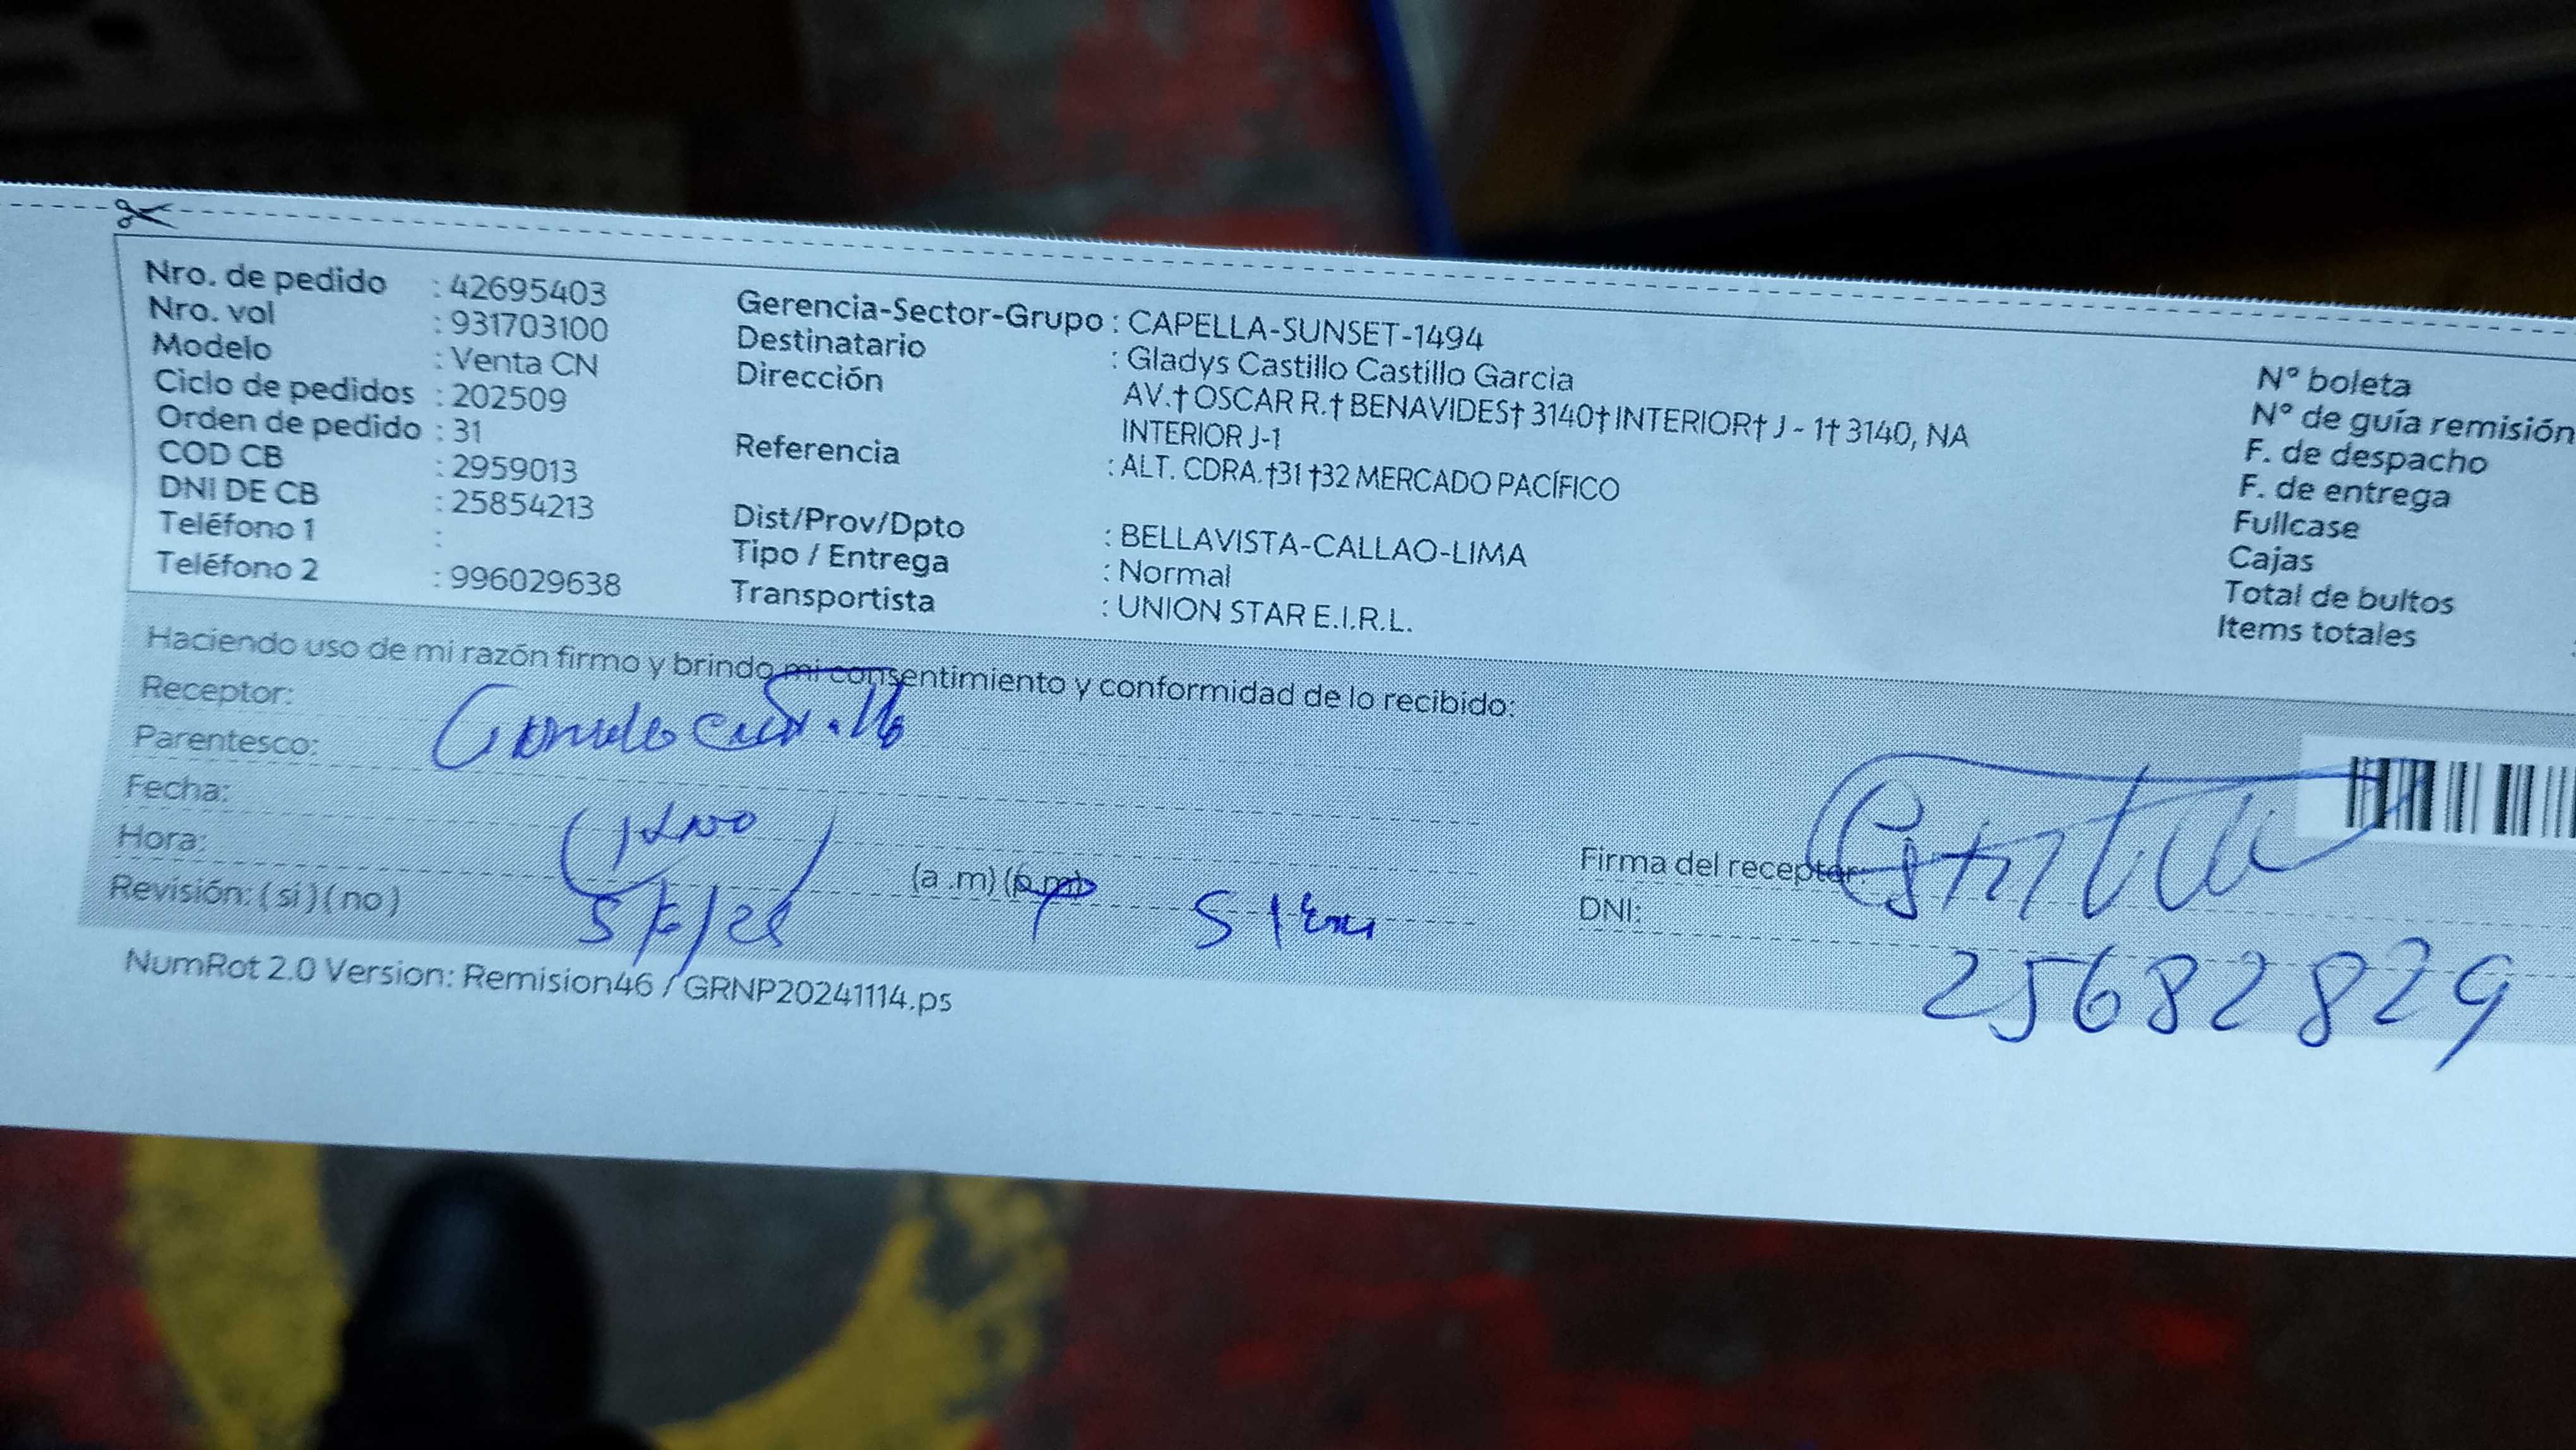 Nro. de pedido : 42695403
Nro. vol : 931703100
Modelo : Venta CN
Ciclo de pedidos : 202509
Orden de pedido : 31
COD CB : 2959013
DNI DE CB : 25854213
Teléfono 1 :
Teléfono 2 : 996029638
Gerencia-Sector-Grupo : CAPELLA-SUNSET-1494
Destinatario : Gladys Castillo Castillo Garcia
Dirección AV.† OSCAR R.† BENAVIDES† 3140† INTERIOR† J - 1† 3140, NA
INTERIOR J-1
Referencia : ALT. CDRA.†31 †32 MERCADO PACÍFICO
Dist/Prov/Dpto : BELLAVISTA-CALLAO-LIMA
Tipo / Entrega : Normal
Transportista : UNION STAR E.I.R.L.
N° boleta
N° de guía remisión
F. de despacho
F. de entrega
Fullcase
Cajas
Total de bultos
Items totales
Haciendo uso de mi razón firmo y brindo mi consentimiento y conformidad de lo recibido:
Receptor:
Parentesco:
Fecha:
Hora: (a .m) (p.m)
Revisión: ( si ) ( no )
Firma del receptor:
DNI: 25682829
NumRot 2.0 Version: Remision46 / GRNP20241114.ps